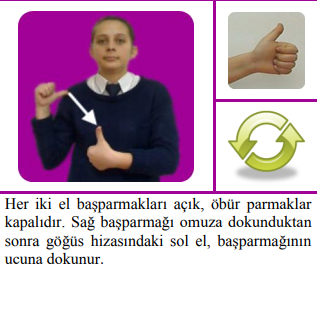 Her iki el başparmakları açık, öbür parmaklar
kapalıdır. Sağ başparmağı omuza dokunduktan
sonra göğüs hizasındaki sol el, başparmağının
ucuna dokunur.